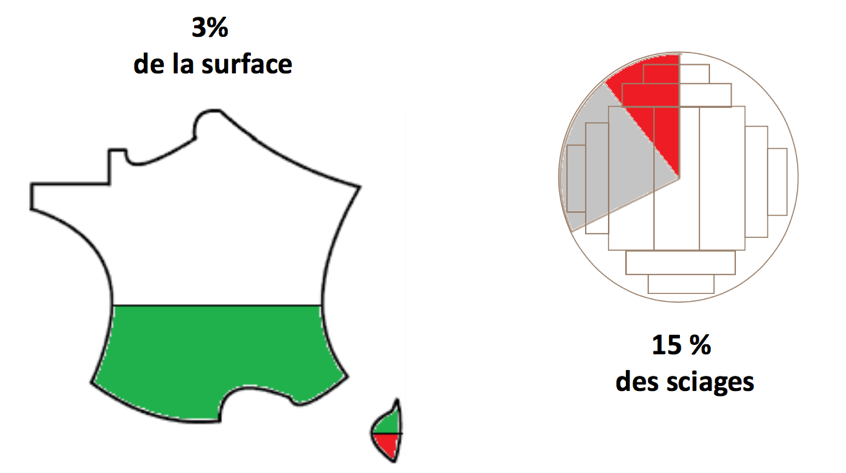 3%
de la surface
15 %
des sciages